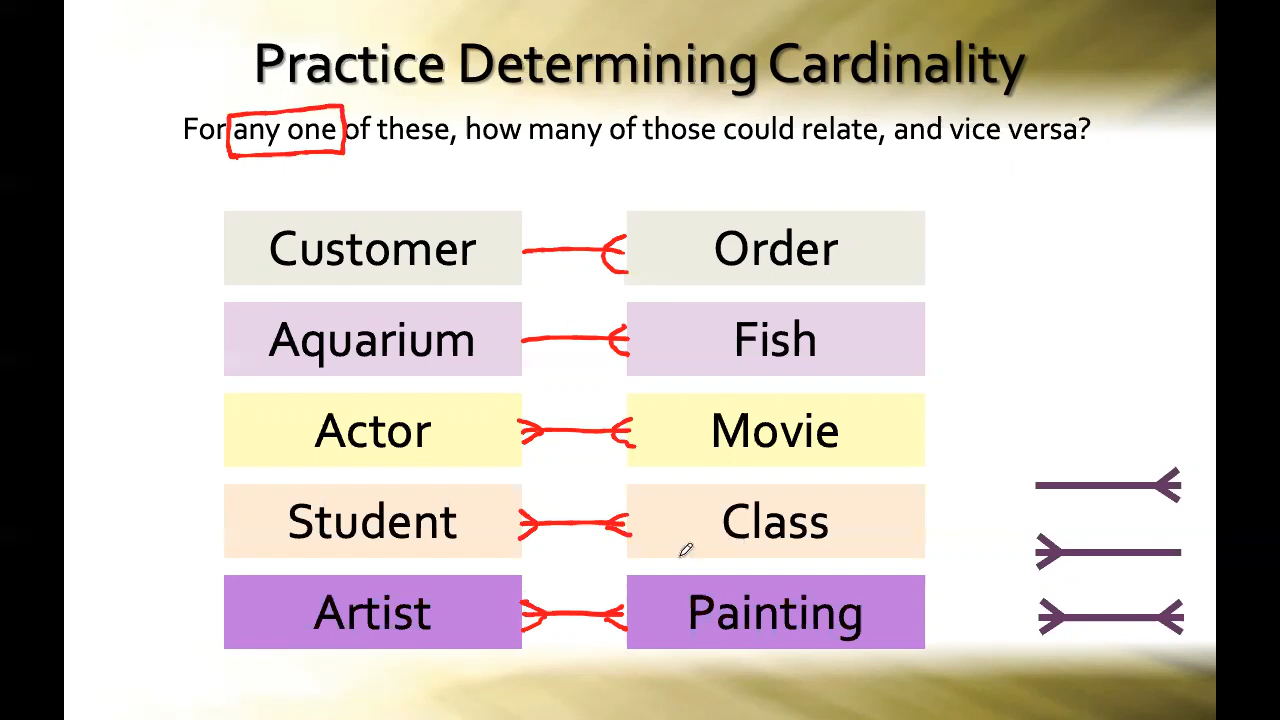 Practice Determining Cardinality
For any one of these, how many of those could relate, and vice versa?
Customer Order
Aquarium Fish
Actor Movie
Student Class
Artist Painting